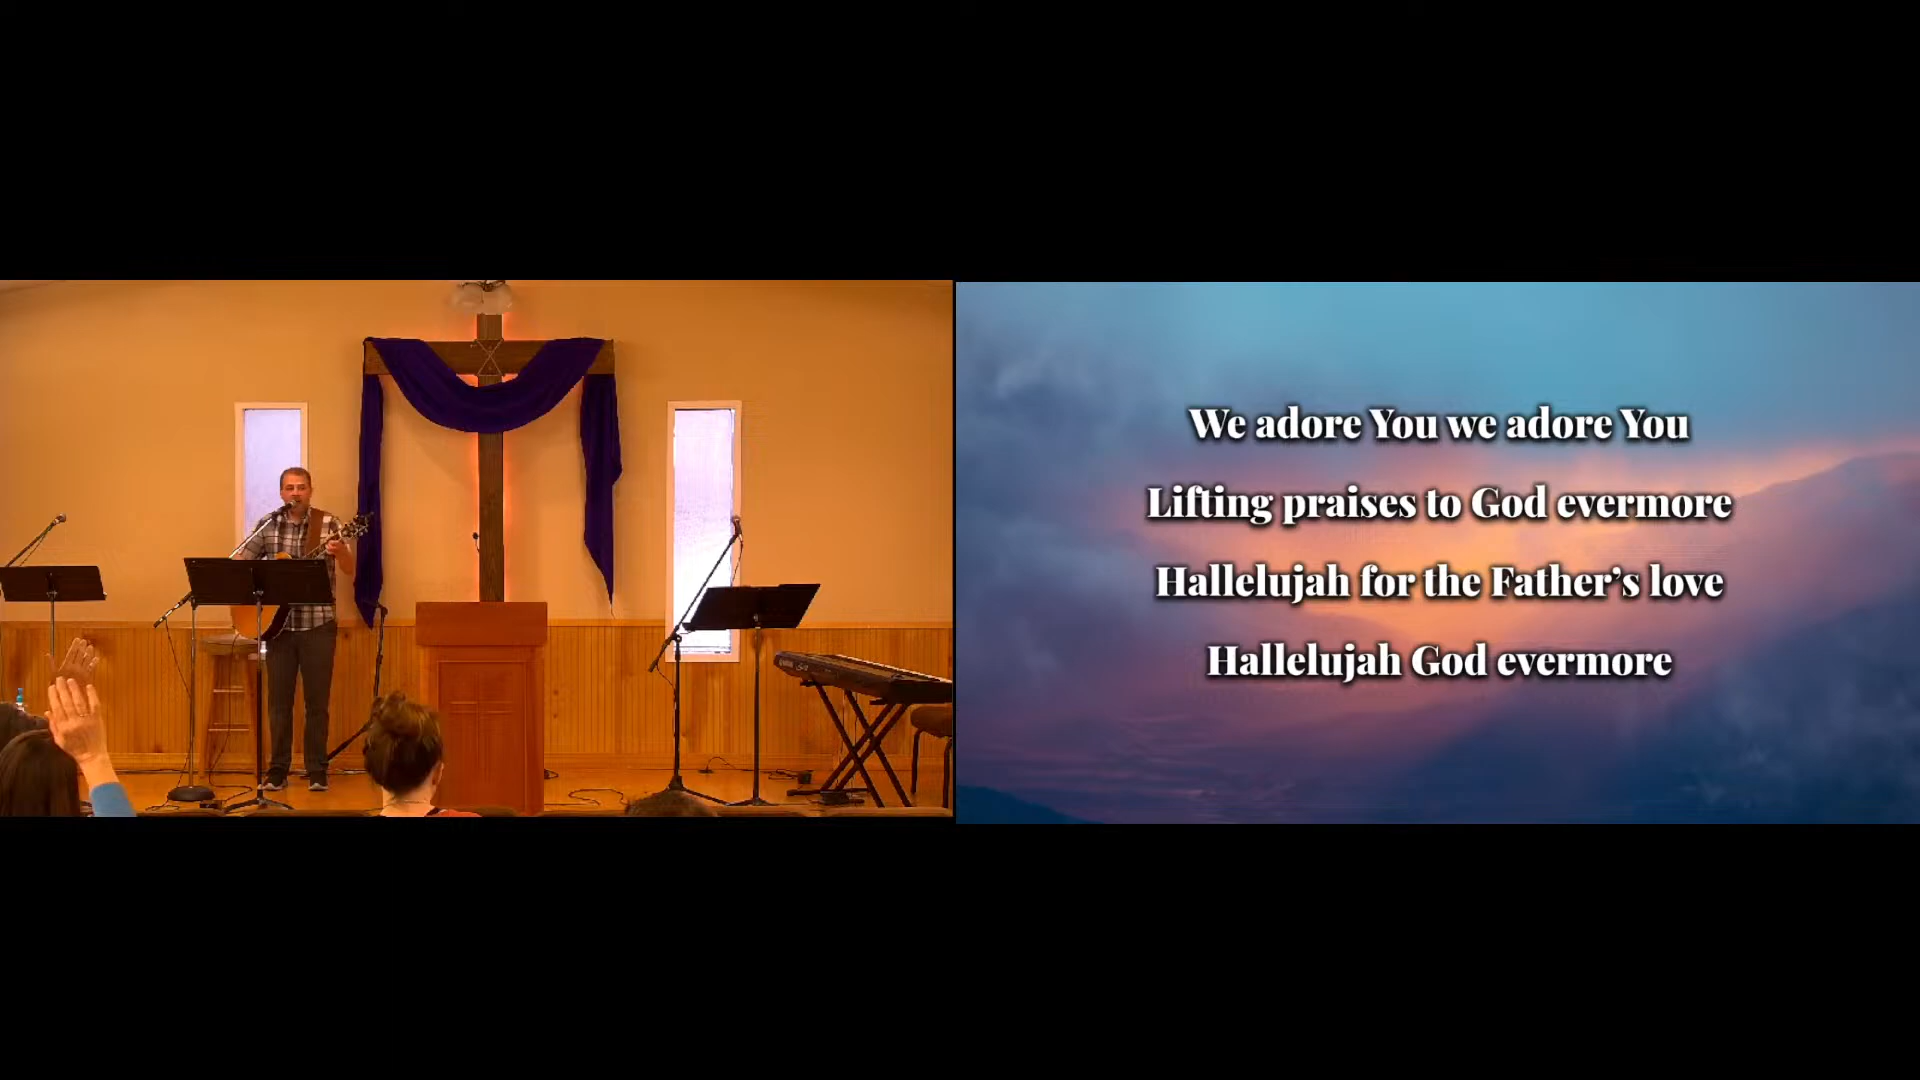 We adore You we adore You
Lifting praises to God evermore
Hallelujah for the Father’s love
Hallelujah God evermore